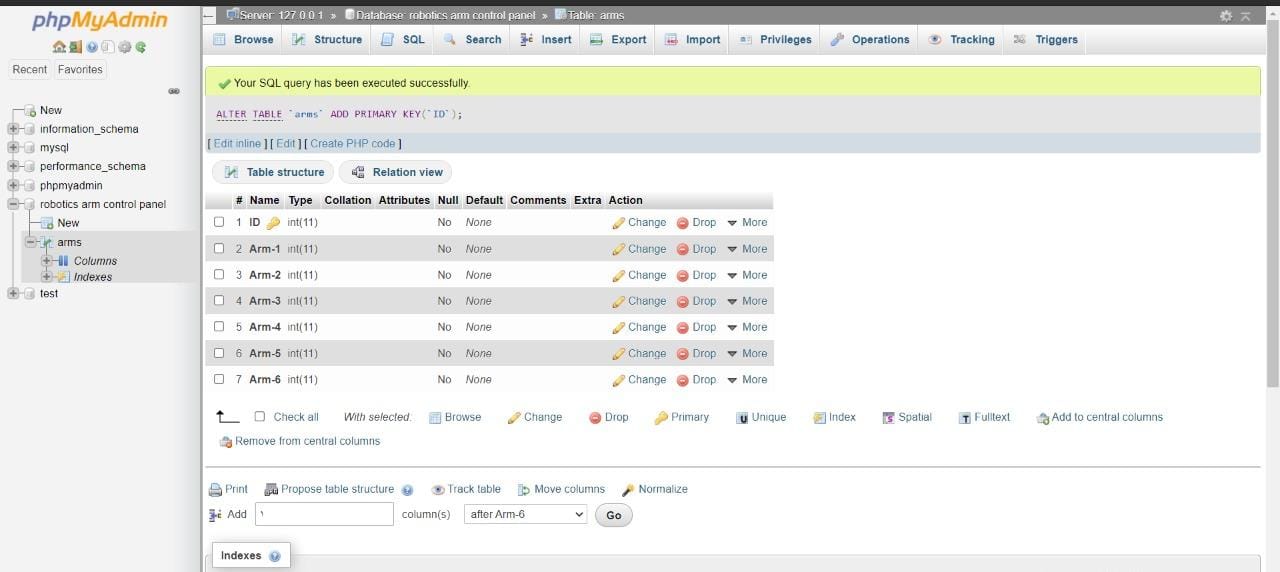 phpMyAdmin
Recent Favorites
New
information_schema
mysql
performance_schema
phpmyadmin
robotics arm control panel
New
arms
Columns
Indexes
test
Server: 127.0.0.1 » Database: robotics arm control panel » Table: arms
Browse Structure SQL Search Insert Export Import Privileges Operations Tracking Triggers
Your SQL query has been executed successfully.
ALTER TABLE `arms` ADD PRIMARY KEY(`ID`);
[ Edit inline ] [ Edit ] [ Create PHP code ]
Table structure Relation view
# Name Type Collation Attributes Null Default Comments Extra Action
1 ID int(11) No None Change Drop More
2 Arm-1 int(11) No None Change Drop More
3 Arm-2 int(11) No None Change Drop More
4 Arm-3 int(11) No None Change Drop More
5 Arm-4 int(11) No None Change Drop More
6 Arm-5 int(11) No None Change Drop More
7 Arm-6 int(11) No None Change Drop More
Check all With selected: Browse Change Drop Primary Unique Index Spatial Fulltext Add to central columns
Remove from central columns
Print Propose table structure Track table Move columns Normalize
Add column(s) after Arm-6 Go
Indexes